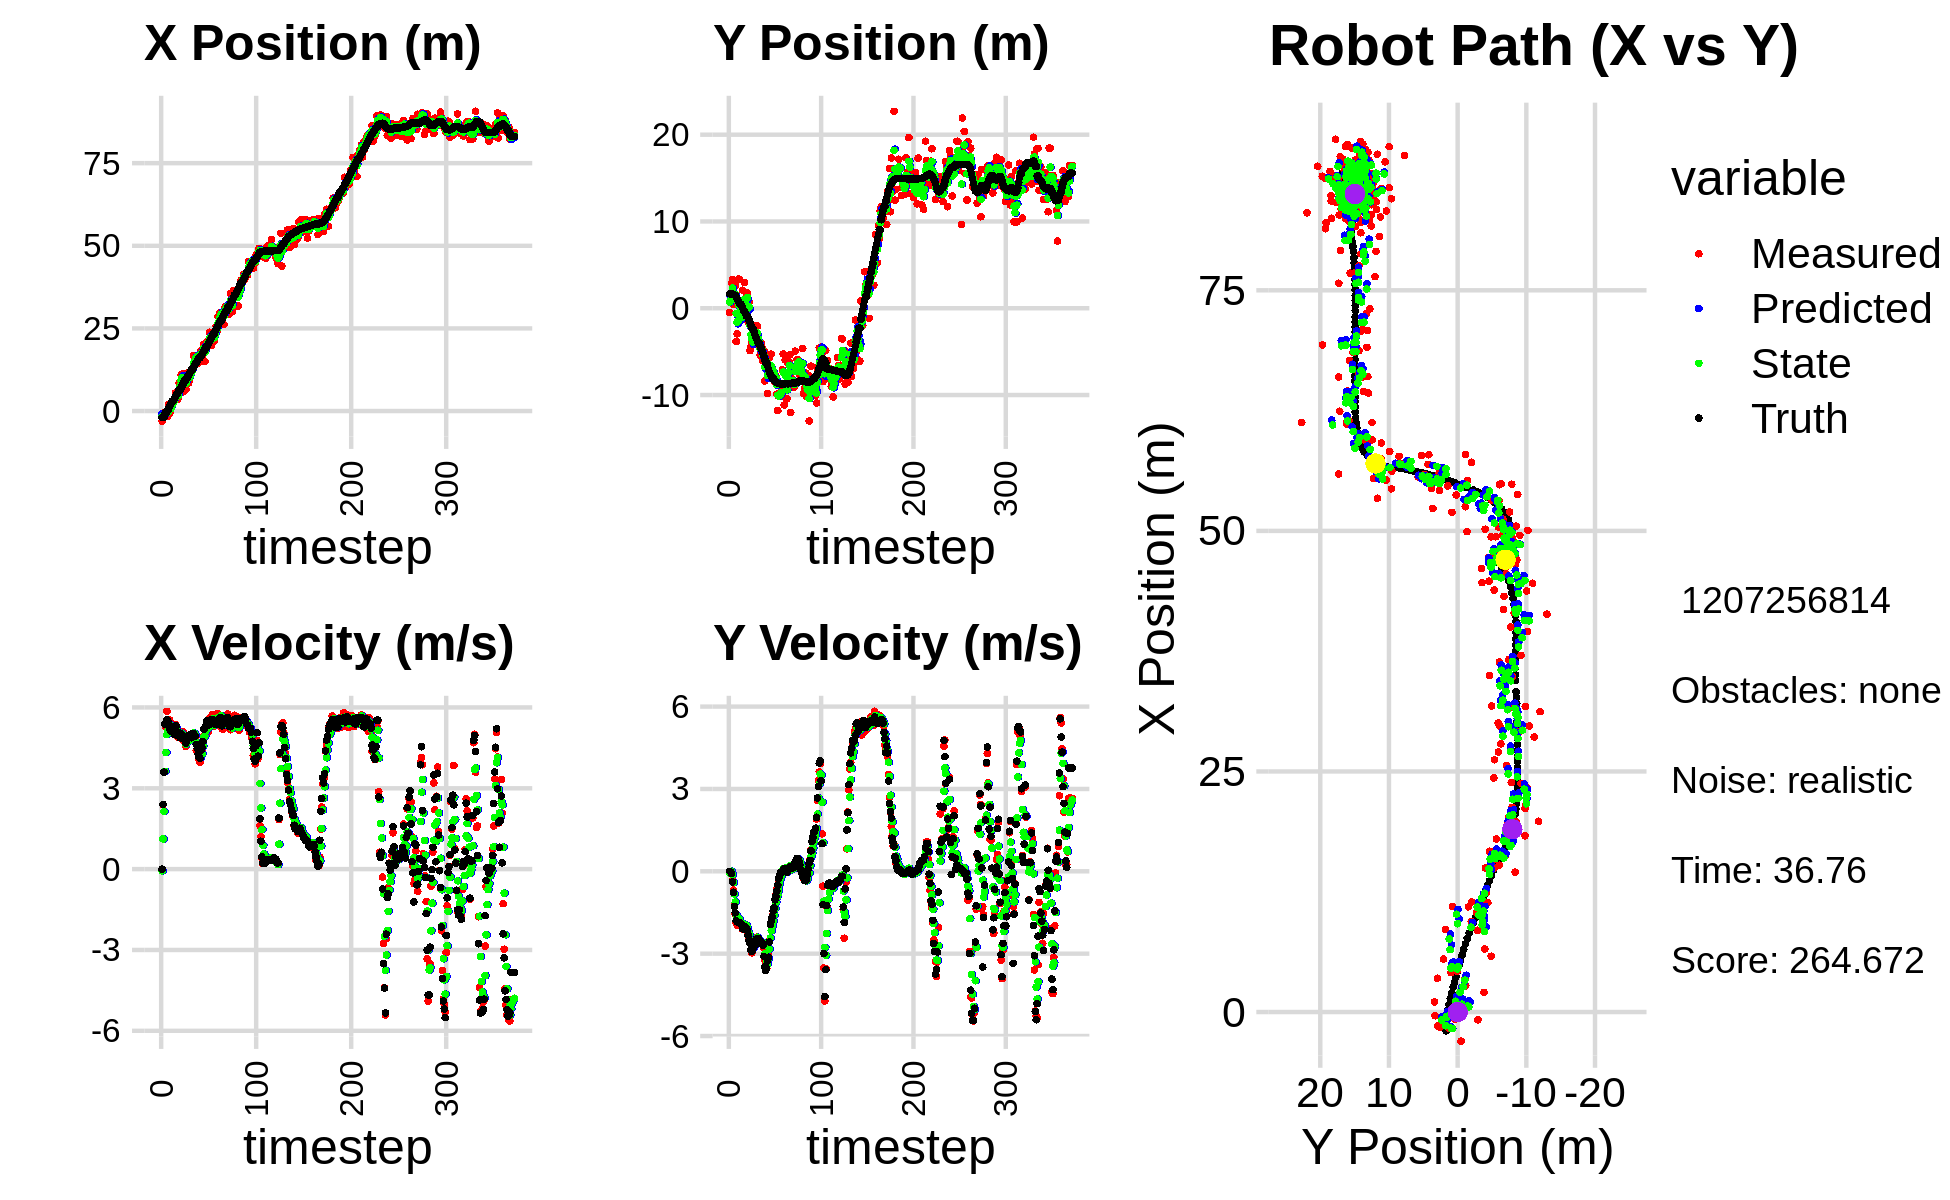 X Position (m)
75
50
25
0
0
100
200
300
timestep
Y Position (m)
20
10
0
-10
0
100
200
300
timestep
X Velocity (m/s)
6
3
0
-3
-6
0
100
200
300
timestep
Y Velocity (m/s)
6
3
0
-3
-6
0
100
200
300
timestep
Robot Path (X vs Y)
X Position (m)
75
50
25
0
20 10 0 -10 -20
Y Position (m)
variable
Measured
Predicted
State
Truth
1207256814
Obstacles: none
Noise: realistic
Time: 36.76
Score: 264.672